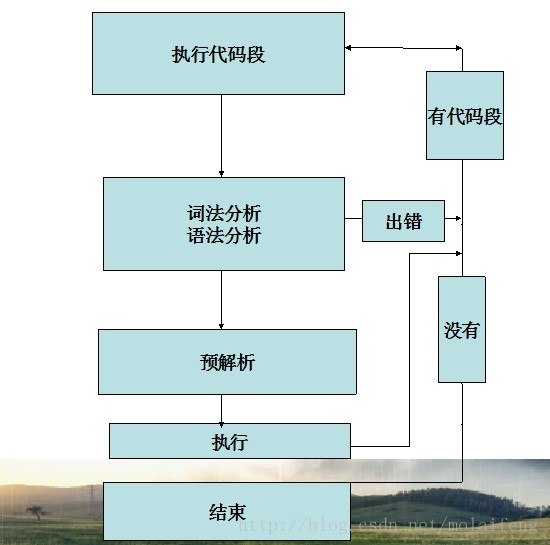 执行代码段
有代码段
词法分析
语法分析
出错
没有
预解析
执行
结束
http://blog.csdn.net/molaifeng